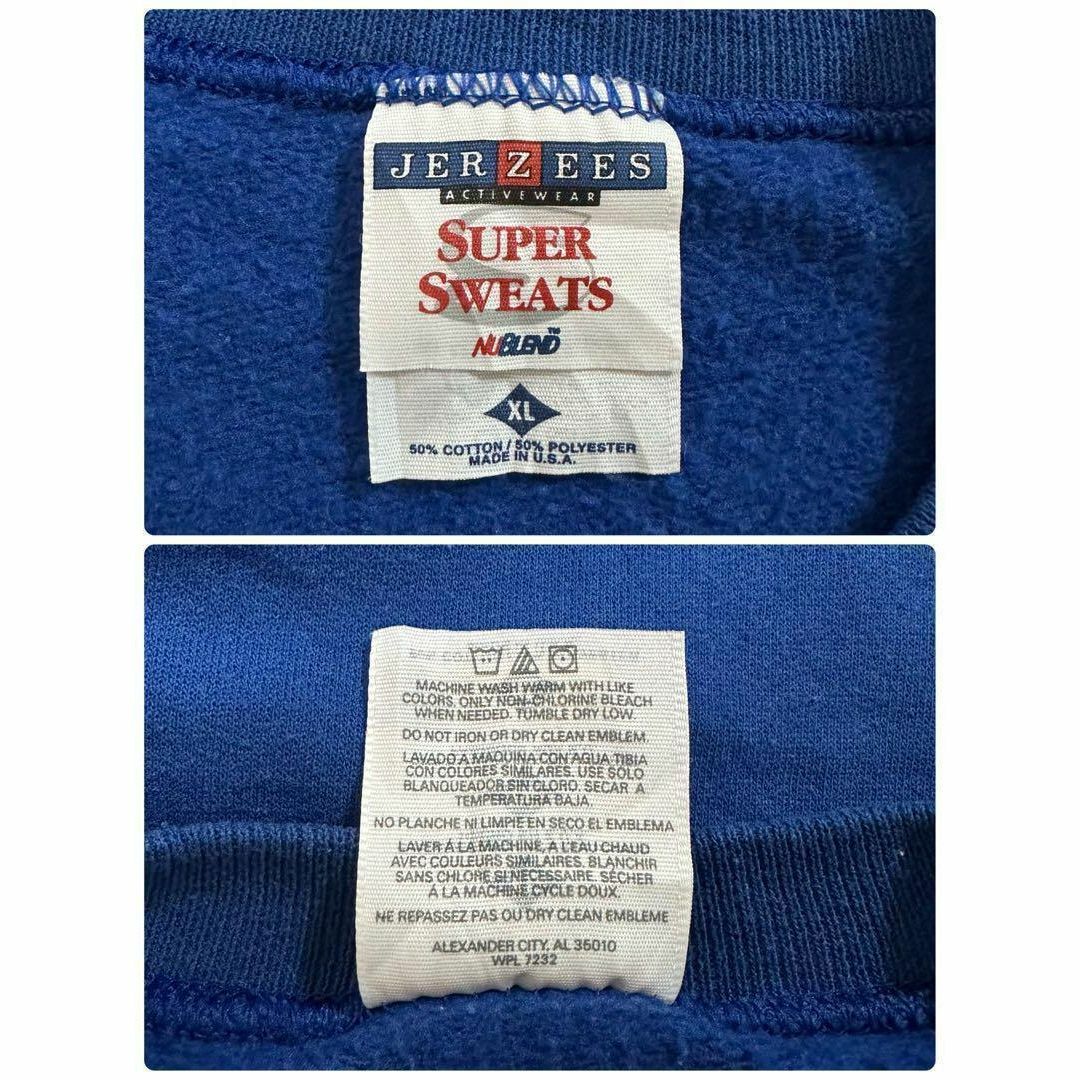 JERZEES
ACTIVEWEAR
SUPER
SWEATS
NUBLEND™
XL
50% COTTON / 50% POLYESTER
MADE IN U.S.A.
MACHINE WASH WARM WITH LIKE
COLORS. ONLY NON-CHLORINE BLEACH
WHEN NEEDED. TUMBLE DRY LOW.
DO NOT IRON OR DRY CLEAN EMBLEM.
LAVADO A MAQUINA CON AGUA TIBIA
CON COLORES SIMILARES. USE SOLO
BLANQUEADOR SIN CLORO. SECAR A
TEMPERATURA BAJA.
NO PLANCHE NI LIMPIE EN SECO EL EMBLEMA
LAVER Á LA MACHINE, A L'EAU CHAUD
AVEC COULEURS SIMILAIRES. BLANCHIR
SANS CHLORE SI NECESSAIRE. SÉCHER
Á LA MACHINE CYCLE DOUX.
NE REPASSEZ PAS OU DRY CLEAN EMBLEME
ALEXANDER CITY, AL 35010
WPL 7232